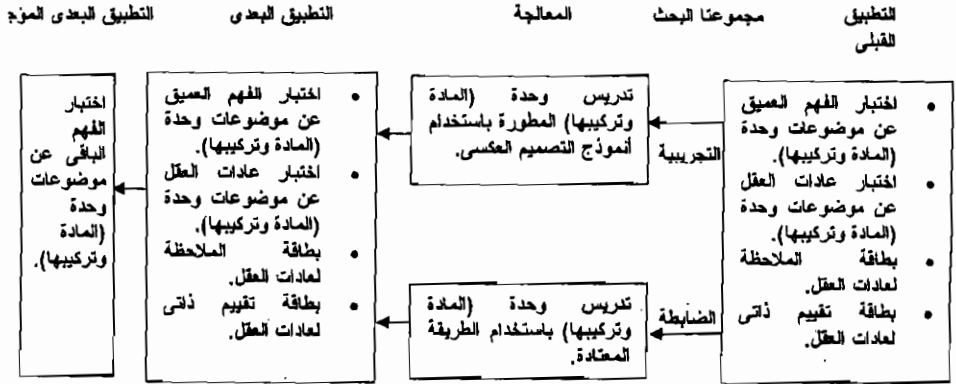 التطبيق القبلى
مجموعتا البحث
المعالجة
التطبيق البعدى
التطبيق البعدى المؤج
• اختبار الفهم العميق
عن موضوعات وحدة
(المادة وتركيبها).
• اختبار عادات العقل
عن موضوعات وحدة
(المادة وتركيبها).
• بطاقة الملاحظة
لعادات العقل.
• بطاقة تقييم ذاتى
لعادات العقل.
التجريبية
الضابطة
تدريس وحدة (المادة
وتركيبها) المطورة باستخدام
أنموذج التصميم العكسى.
تدريس وحدة (المادة
وتركيبها) باستخدام الطريقة
المعتادة.
• اختبار الفهم العميق
عن موضوعات وحدة
(المادة وتركيبها).
• اختبار عادات العقل
عن موضوعات وحدة
(المادة وتركيبها).
• بطاقة الملاحظة
لعادات العقل.
• بطاقة تقييم ذاتى
لعادات العقل.
اختبار
الفهم
الباقى عن
موضوعات
وحدة
(المادة
وتركيبها).